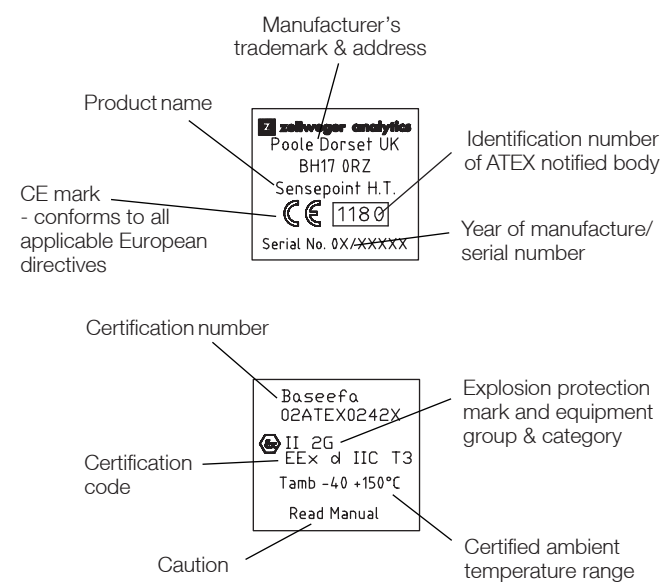 Manufacturer's
trademark & address
Product name
zellweger analytics
Poole Dorset UK
BH17 0RZ
Sensepoint H.T.
CE 1180
Serial No. 0X/XXXXX
Identification number
of ATEX notified body
CE mark
- conforms to all
applicable European
directives
Year of manufacture/
serial number
Certification number
Baseefa
02ATEX0242X
Ex II 2G
EEx d IIC T3
Tamb -40 +150°C
Read Manual
Explosion protection
mark and equipment
group & category
Certification
code
Caution
Certified ambient
temperature range